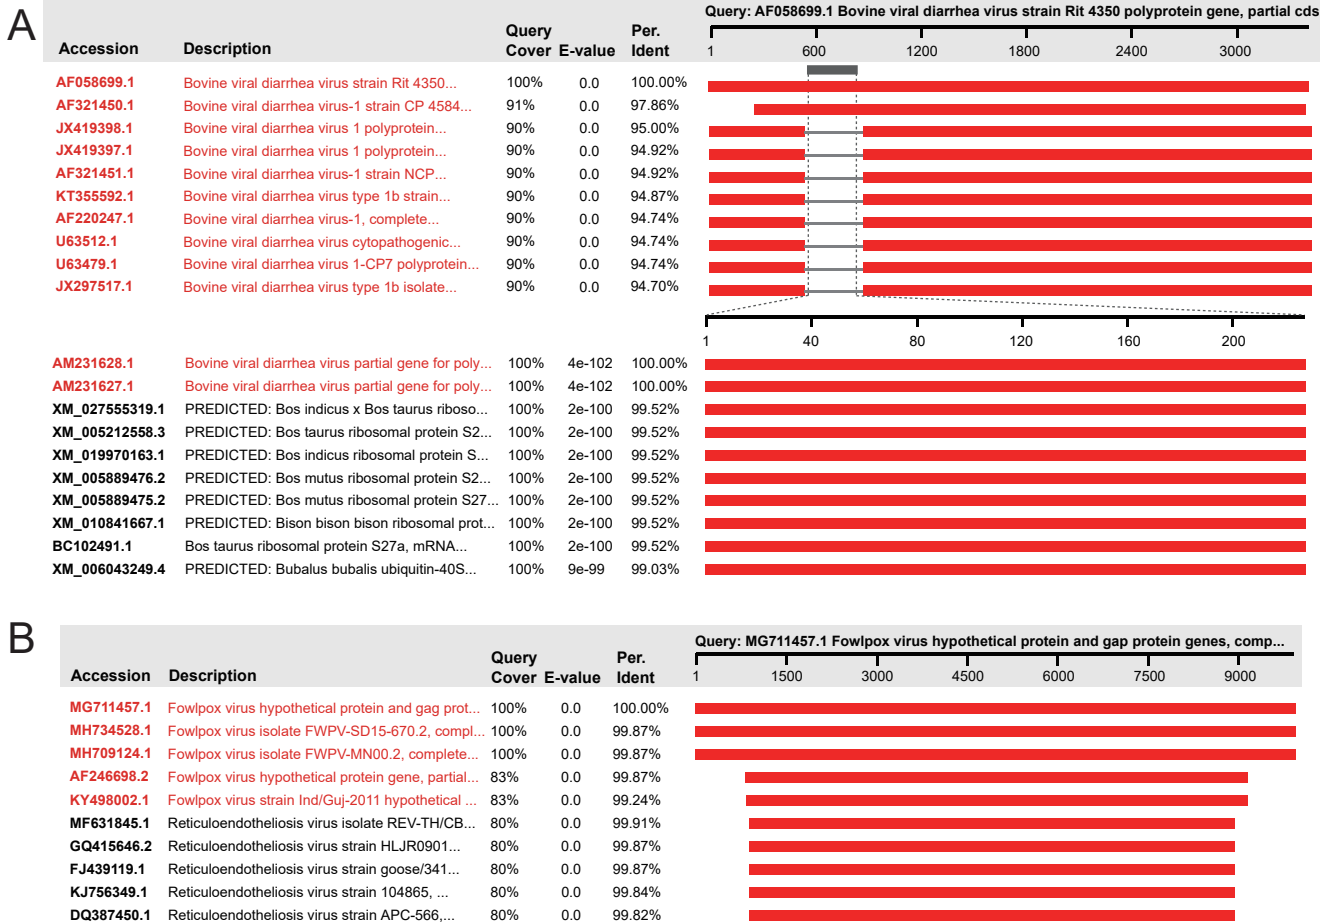 A
Query: AF058699.1 Bovine viral diarrhea virus strain Rit 4350 polyprotein gene, partial cds
Accession Description Query Cover E-value Per. Ident
1 600 1200 1800 2400 3000
AF058699.1 Bovine viral diarrhea virus strain Rit 4350... 100% 0.0 100.00%
AF321450.1 Bovine viral diarrhea virus-1 strain CP 4584... 91% 0.0 97.86%
JX419398.1 Bovine viral diarrhea virus 1 polyprotein... 90% 0.0 95.00%
JX419397.1 Bovine viral diarrhea virus 1 polyprotein... 90% 0.0 94.92%
AF321451.1 Bovine viral diarrhea virus-1 strain NCP... 90% 0.0 94.92%
KT355592.1 Bovine viral diarrhea virus type 1b strain... 90% 0.0 94.87%
AF220247.1 Bovine viral diarrhea virus-1, complete... 90% 0.0 94.74%
U63512.1 Bovine viral diarrhea virus cytopathogenic... 90% 0.0 94.74%
U63479.1 Bovine viral diarrhea virus 1-CP7 polyprotein... 90% 0.0 94.74%
JX297517.1 Bovine viral diarrhea virus type 1b isolate... 90% 0.0 94.70%
1 40 80 120 160 200
AM231628.1 Bovine viral diarrhea virus partial gene for poly... 100% 4e-102 100.00%
AM231627.1 Bovine viral diarrhea virus partial gene for poly... 100% 4e-102 100.00%
XM_027555319.1 PREDICTED: Bos indicus x Bos taurus riboso... 100% 2e-100 99.52%
XM_005212558.3 PREDICTED: Bos taurus ribosomal protein S2... 100% 2e-100 99.52%
XM_019970163.1 PREDICTED: Bos indicus ribosomal protein S... 100% 2e-100 99.52%
XM_005889476.2 PREDICTED: Bos mutus ribosomal protein S2... 100% 2e-100 99.52%
XM_005889475.2 PREDICTED: Bos mutus ribosomal protein S27... 100% 2e-100 99.52%
XM_010841667.1 PREDICTED: Bison bison bison ribosomal prot... 100% 2e-100 99.52%
BC102491.1 Bos taurus ribosomal protein S27a, mRNA... 100% 2e-100 99.52%
XM_006043249.4 PREDICTED: Bubalus bubalis ubiquitin-40S... 100% 9e-99 99.03%
B
Query: MG711457.1 Fowlpox virus hypothetical protein and gap protein genes, comp...
Accession Description Query Cover E-value Per. Ident
1 1500 3000 4500 6000 7500 9000
MG711457.1 Fowlpox virus hypothetical protein and gag prot... 100% 0.0 100.00%
MH734528.1 Fowlpox virus isolate FWPV-SD15-670.2, compl... 100% 0.0 99.87%
MH709124.1 Fowlpox virus isolate FWPV-MN00.2, complete... 100% 0.0 99.87%
AF246698.2 Fowlpox virus hypothetical protein gene, partial... 83% 0.0 99.87%
KY498002.1 Fowlpox virus strain Ind/Guj-2011 hypothetical ... 83% 0.0 99.24%
MF631845.1 Reticuloendotheliosis virus isolate REV-TH/CB... 80% 0.0 99.91%
GQ415646.2 Reticuloendotheliosis virus strain HLJR0901... 80% 0.0 99.87%
FJ439119.1 Reticuloendotheliosis virus strain goose/341... 80% 0.0 99.87%
KJ756349.1 Reticuloendotheliosis virus strain 104865, ... 80% 0.0 99.84%
DQ387450.1 Reticuloendotheliosis virus strain APC-566,... 80% 0.0 99.82%